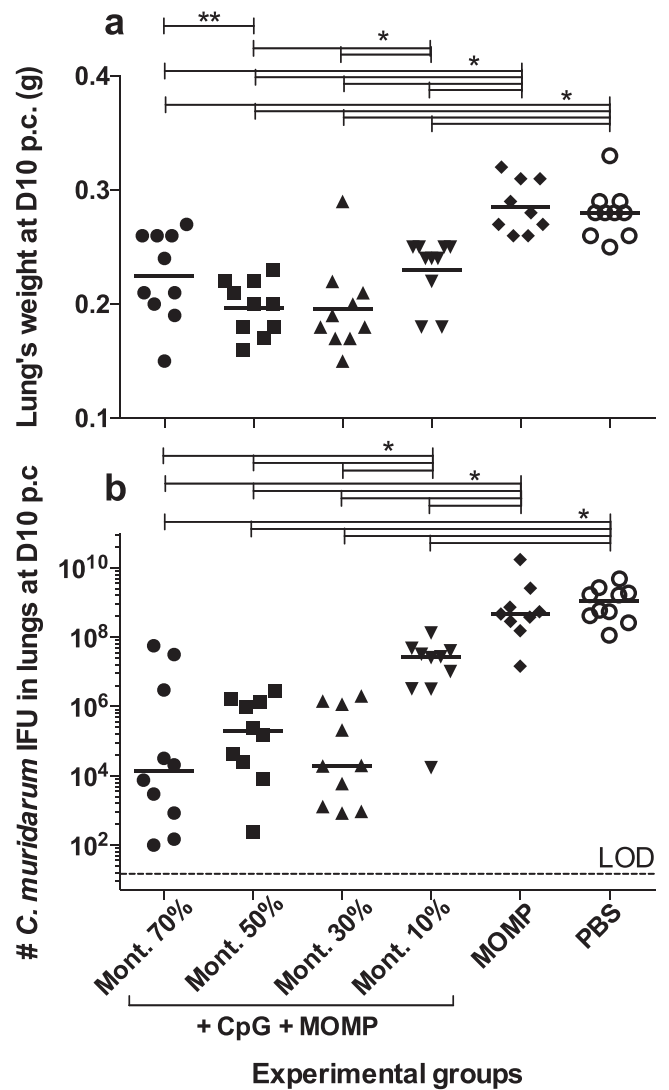 a
**
*
*
*
Lung's weight at D10 p.c. (g)
0.4
0.3
0.2
0.1
b
*
*
*
# C. muridarum IFU in lungs at D10 p.c
10^10
10^8
10^6
10^4
10^2
LOD
Mont. 70%
Mont. 50%
Mont. 30%
Mont. 10%
MOMP
PBS
+ CpG + MOMP
Experimental groups